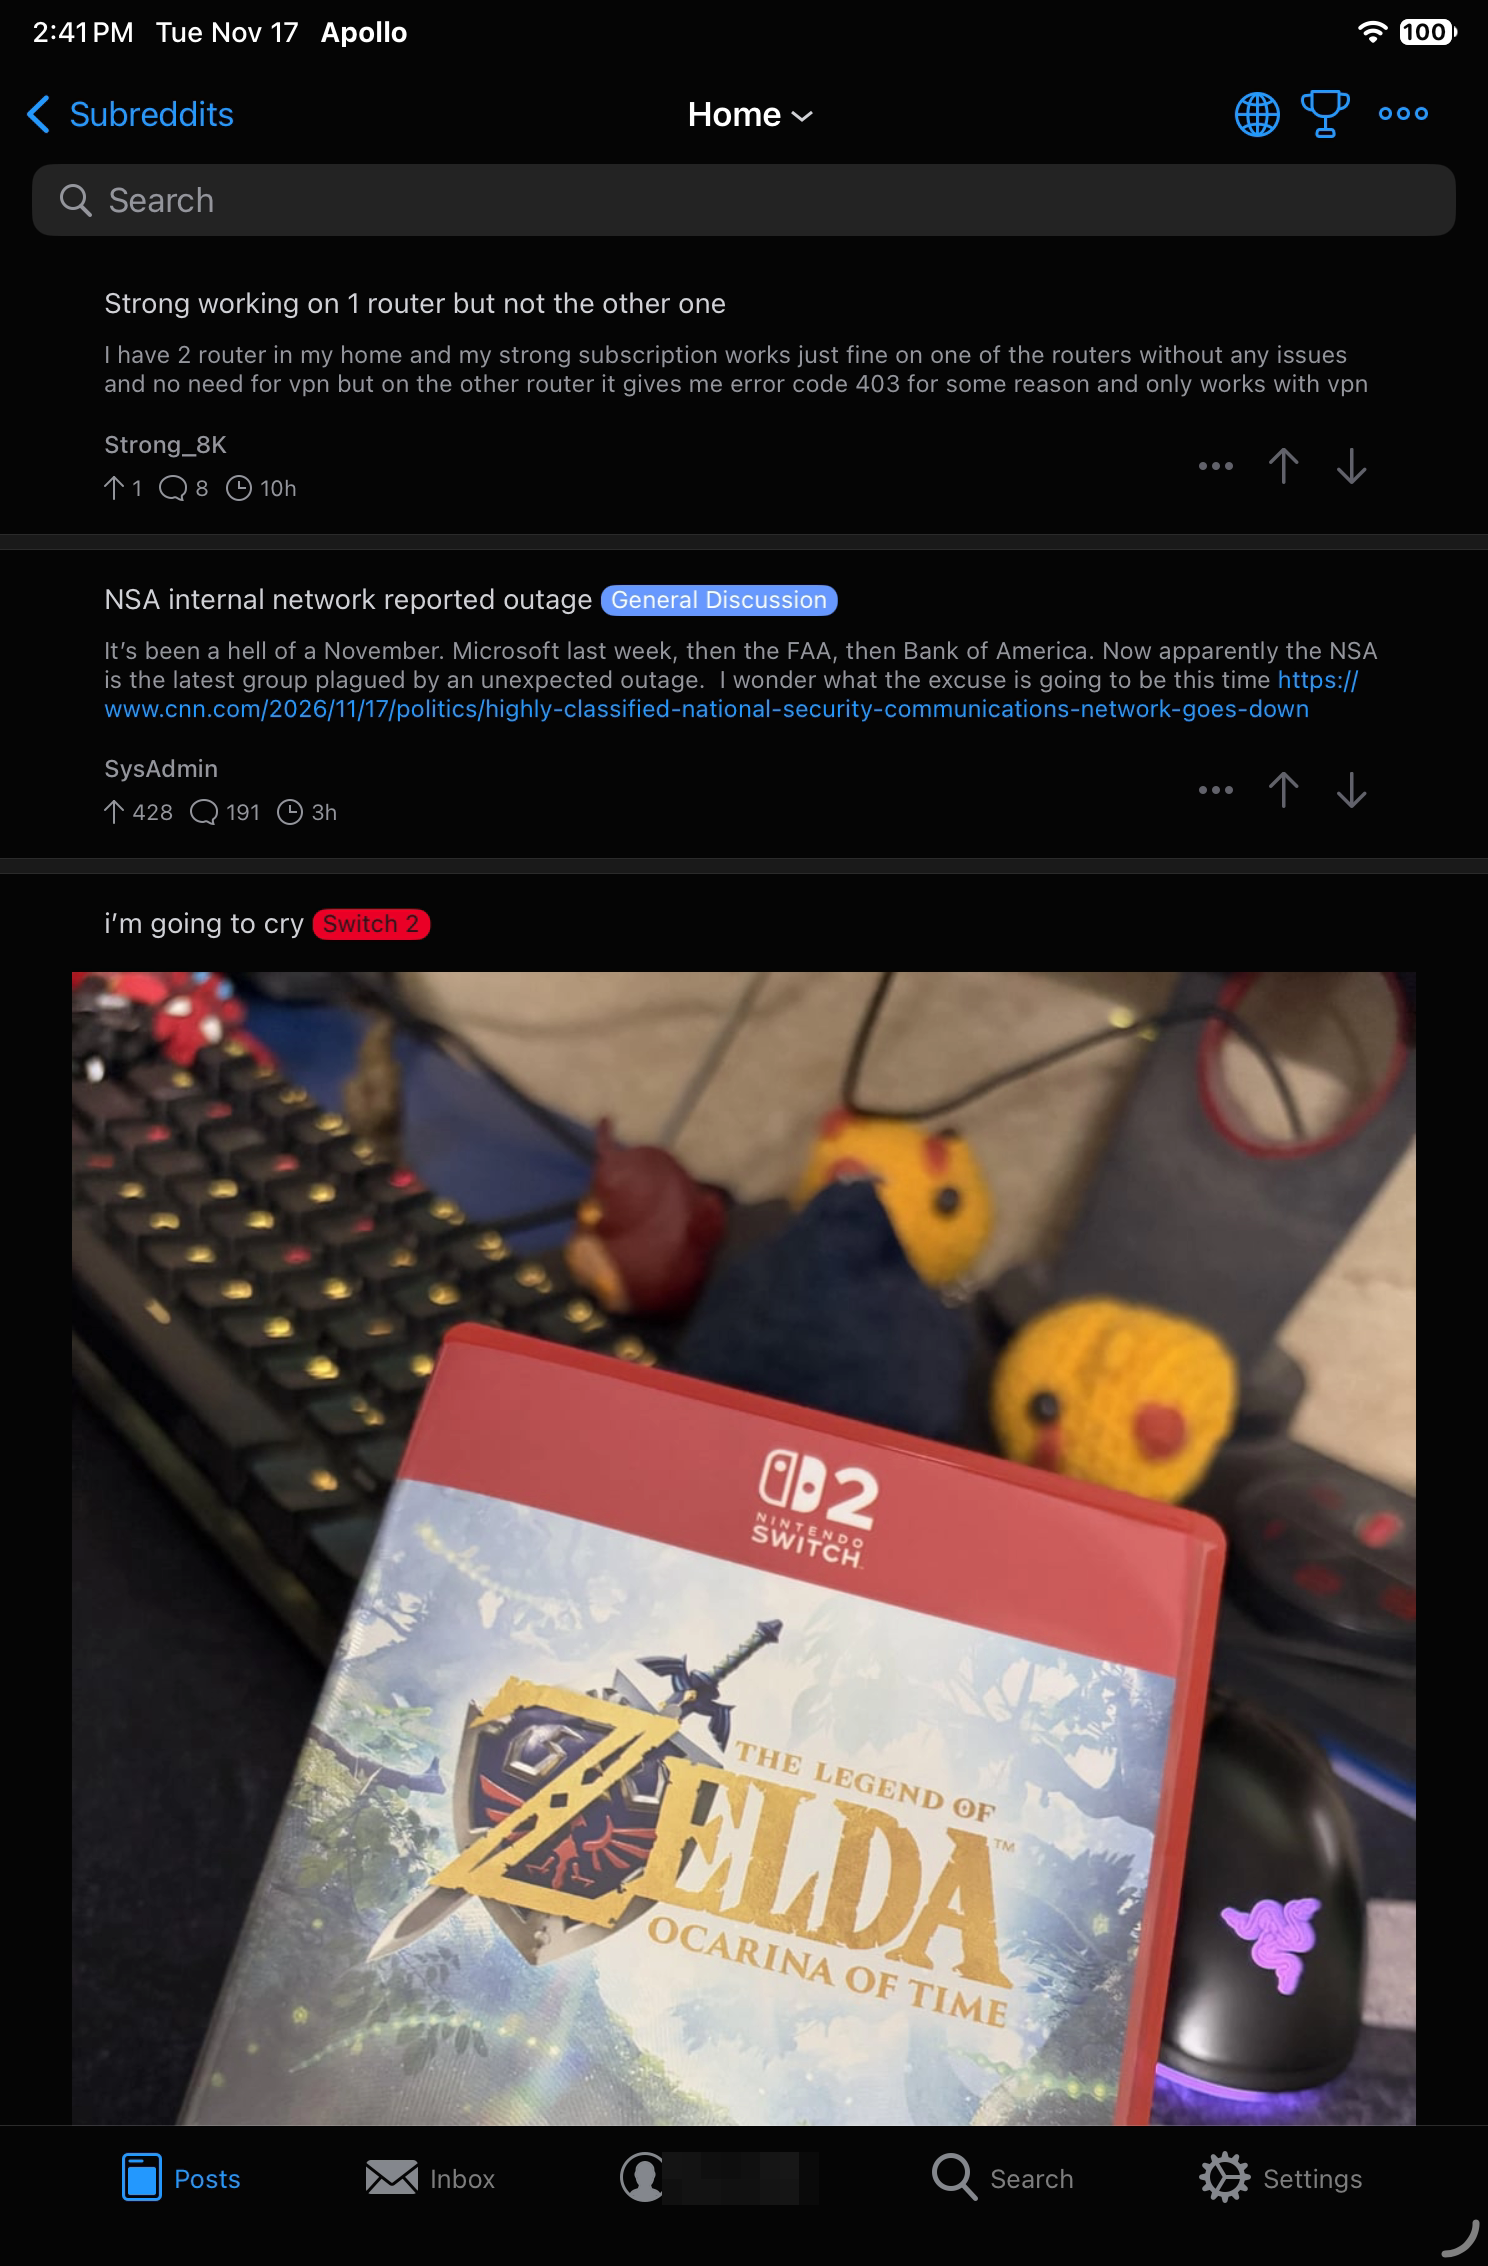 2:41 PM Tue Nov 17 Apollo
100
Subreddits
Home
Search
Strong working on 1 router but not the other one
I have 2 router in my home and my strong subscription works just fine on one of the routers without any issues
and no need for vpn but on the other router it gives me error code 403 for some reason and only works with vpn
Strong_8K
1 8 10h
NSA internal network reported outage General Discussion
It’s been a hell of a November. Microsoft last week, then the FAA, then Bank of America. Now apparently the NSA
is the latest group plagued by an unexpected outage.  I wonder what the excuse is going to be this time https://
www.cnn.com/2026/11/17/politics/highly-classified-national-security-communications-network-goes-down
SysAdmin
428 191 3h
i’m going to cry Switch 2
2
NINTENDO
SWITCH™
THE LEGEND OF
ZELDA™
OCARINA OF TIME
Posts
Inbox
Search
Settings